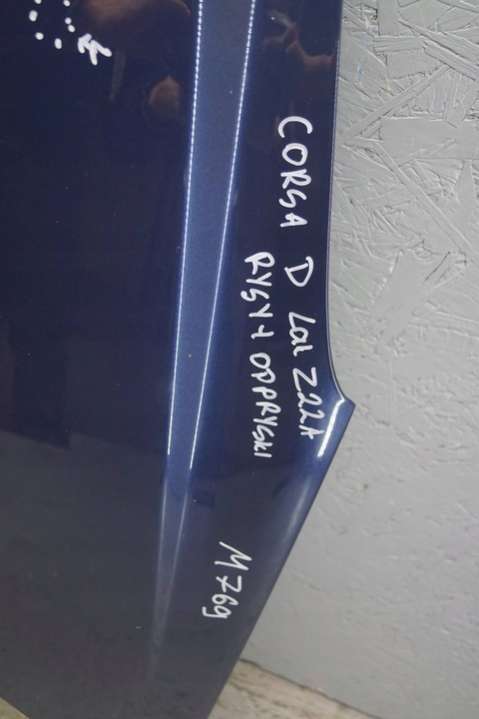 CORSA D Lak Z22A
RYSY + ODPRYSKI
M769